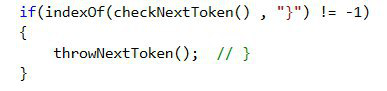 if(indexOf(checkNextToken() , "}") != -1)
{
    throwNextToken();  // }
}